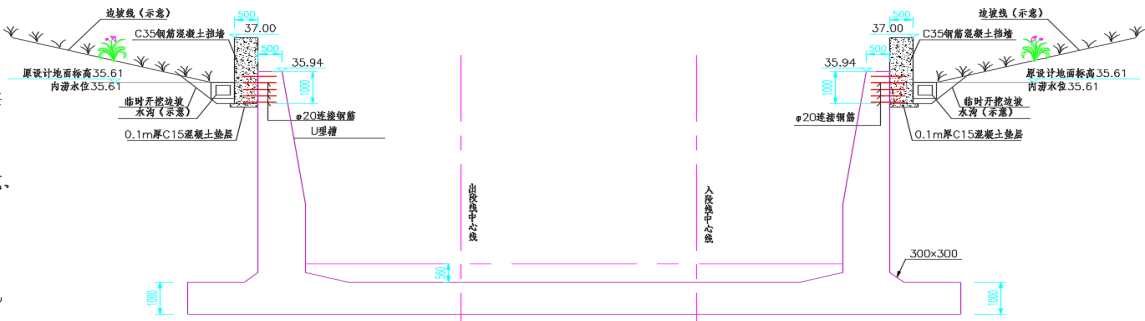 边坡线（示意）
500
37.00
C35钢筋混凝土挡墙
500
35.94
原设计地面标高35.61
内涝水位35.61
1000
临时开挖边坡
水沟（示意）
φ20连接钢筋
0.1m厚C15混凝土垫层
U型槽
出段线中心线
560
1000
边坡线（示意）
500
37.00
C35钢筋混凝土挡墙
500
35.94
原设计地面标高35.61
内涝水位35.61
1000
临时开挖边坡
水沟（示意）
φ20连接钢筋
0.1m厚C15混凝土垫层
入段线中心线
300×300
1000